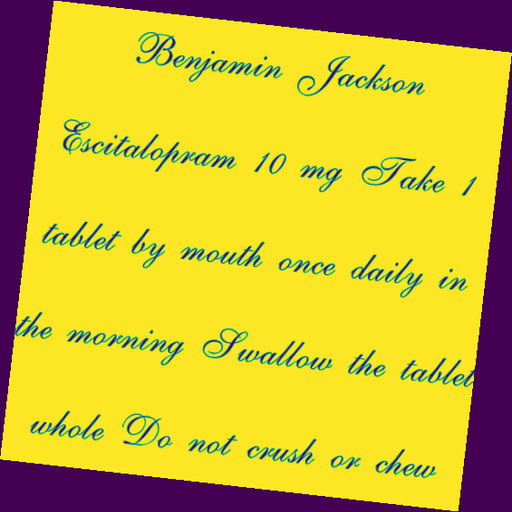 Benjamin Jackson
Escitalopram 10 mg Take 1
tablet by mouth once daily in
the morning Swallow the tablet
whole Do not crush or chew